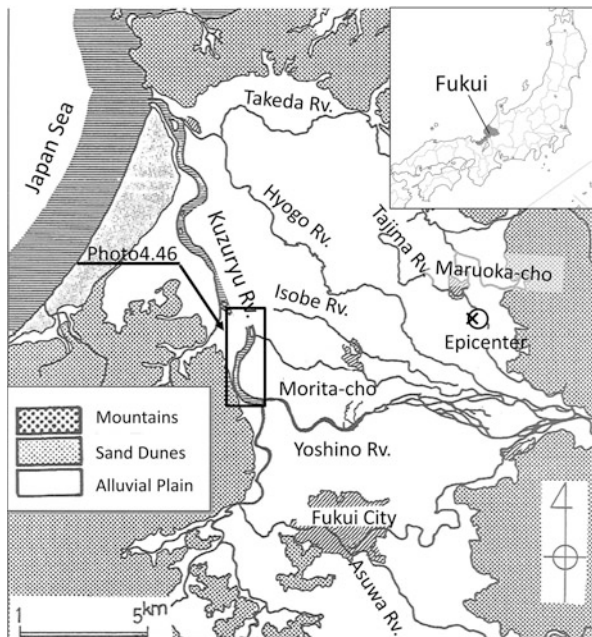 Japan Sea
Takeda Rv.
Fukui
Hyogo Rv.
Tajima Rv.
Kuzuryu Rv.
Photo4.46
Maruoka-cho
Isobe Rv.
Epicenter
Morita-cho
Mountains
Sand Dunes
Alluvial Plain
Yoshino Rv.
Fukui City
Asuwa Rv.
1 5km